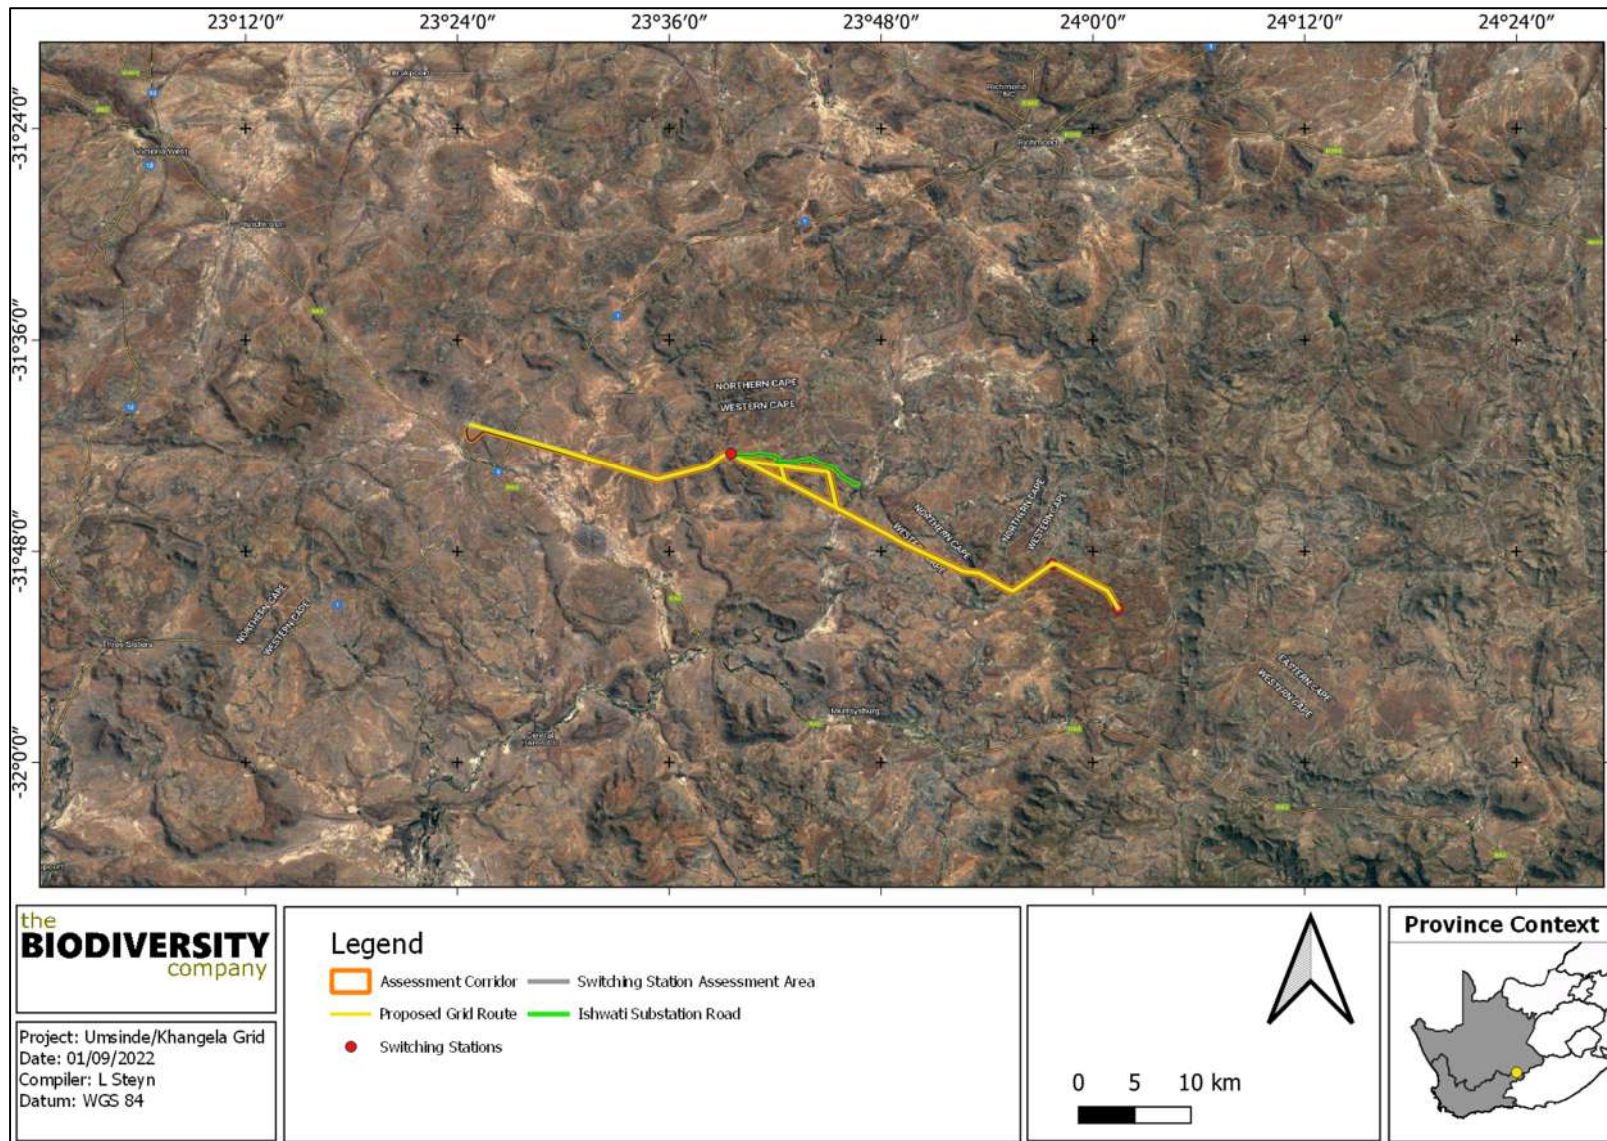 23°12′0″ 23°24′0″ 23°36′0″ 23°48′0″ 24°0′0″ 24°12′0″ 24°24′0″
-31°24′0″
-31°36′0″
-31°48′0″
-32°0′0″
Richmond
NC
Richmond
Victoria West
NORTHERN CAPE
WESTERN CAPE
NORTHERN CAPE
WESTERN CAPE
NORTHERN CAPE
WESTERN CAPE
NORTHERN CAPE
WESTERN CAPE
Three Sisters
EASTERN CAPE
WESTERN CAPE
Murraysburg
the
BIODIVERSITY
company
Project: Umsinde/Khangela Grid
Date: 01/09/2022
Compiler: L Steyn
Datum: WGS 84
Legend
Assessment Corridor
Switching Station Assessment Area
Proposed Grid Route
Ishwati Substation Road
Switching Stations
0 5 10 km
Province Context